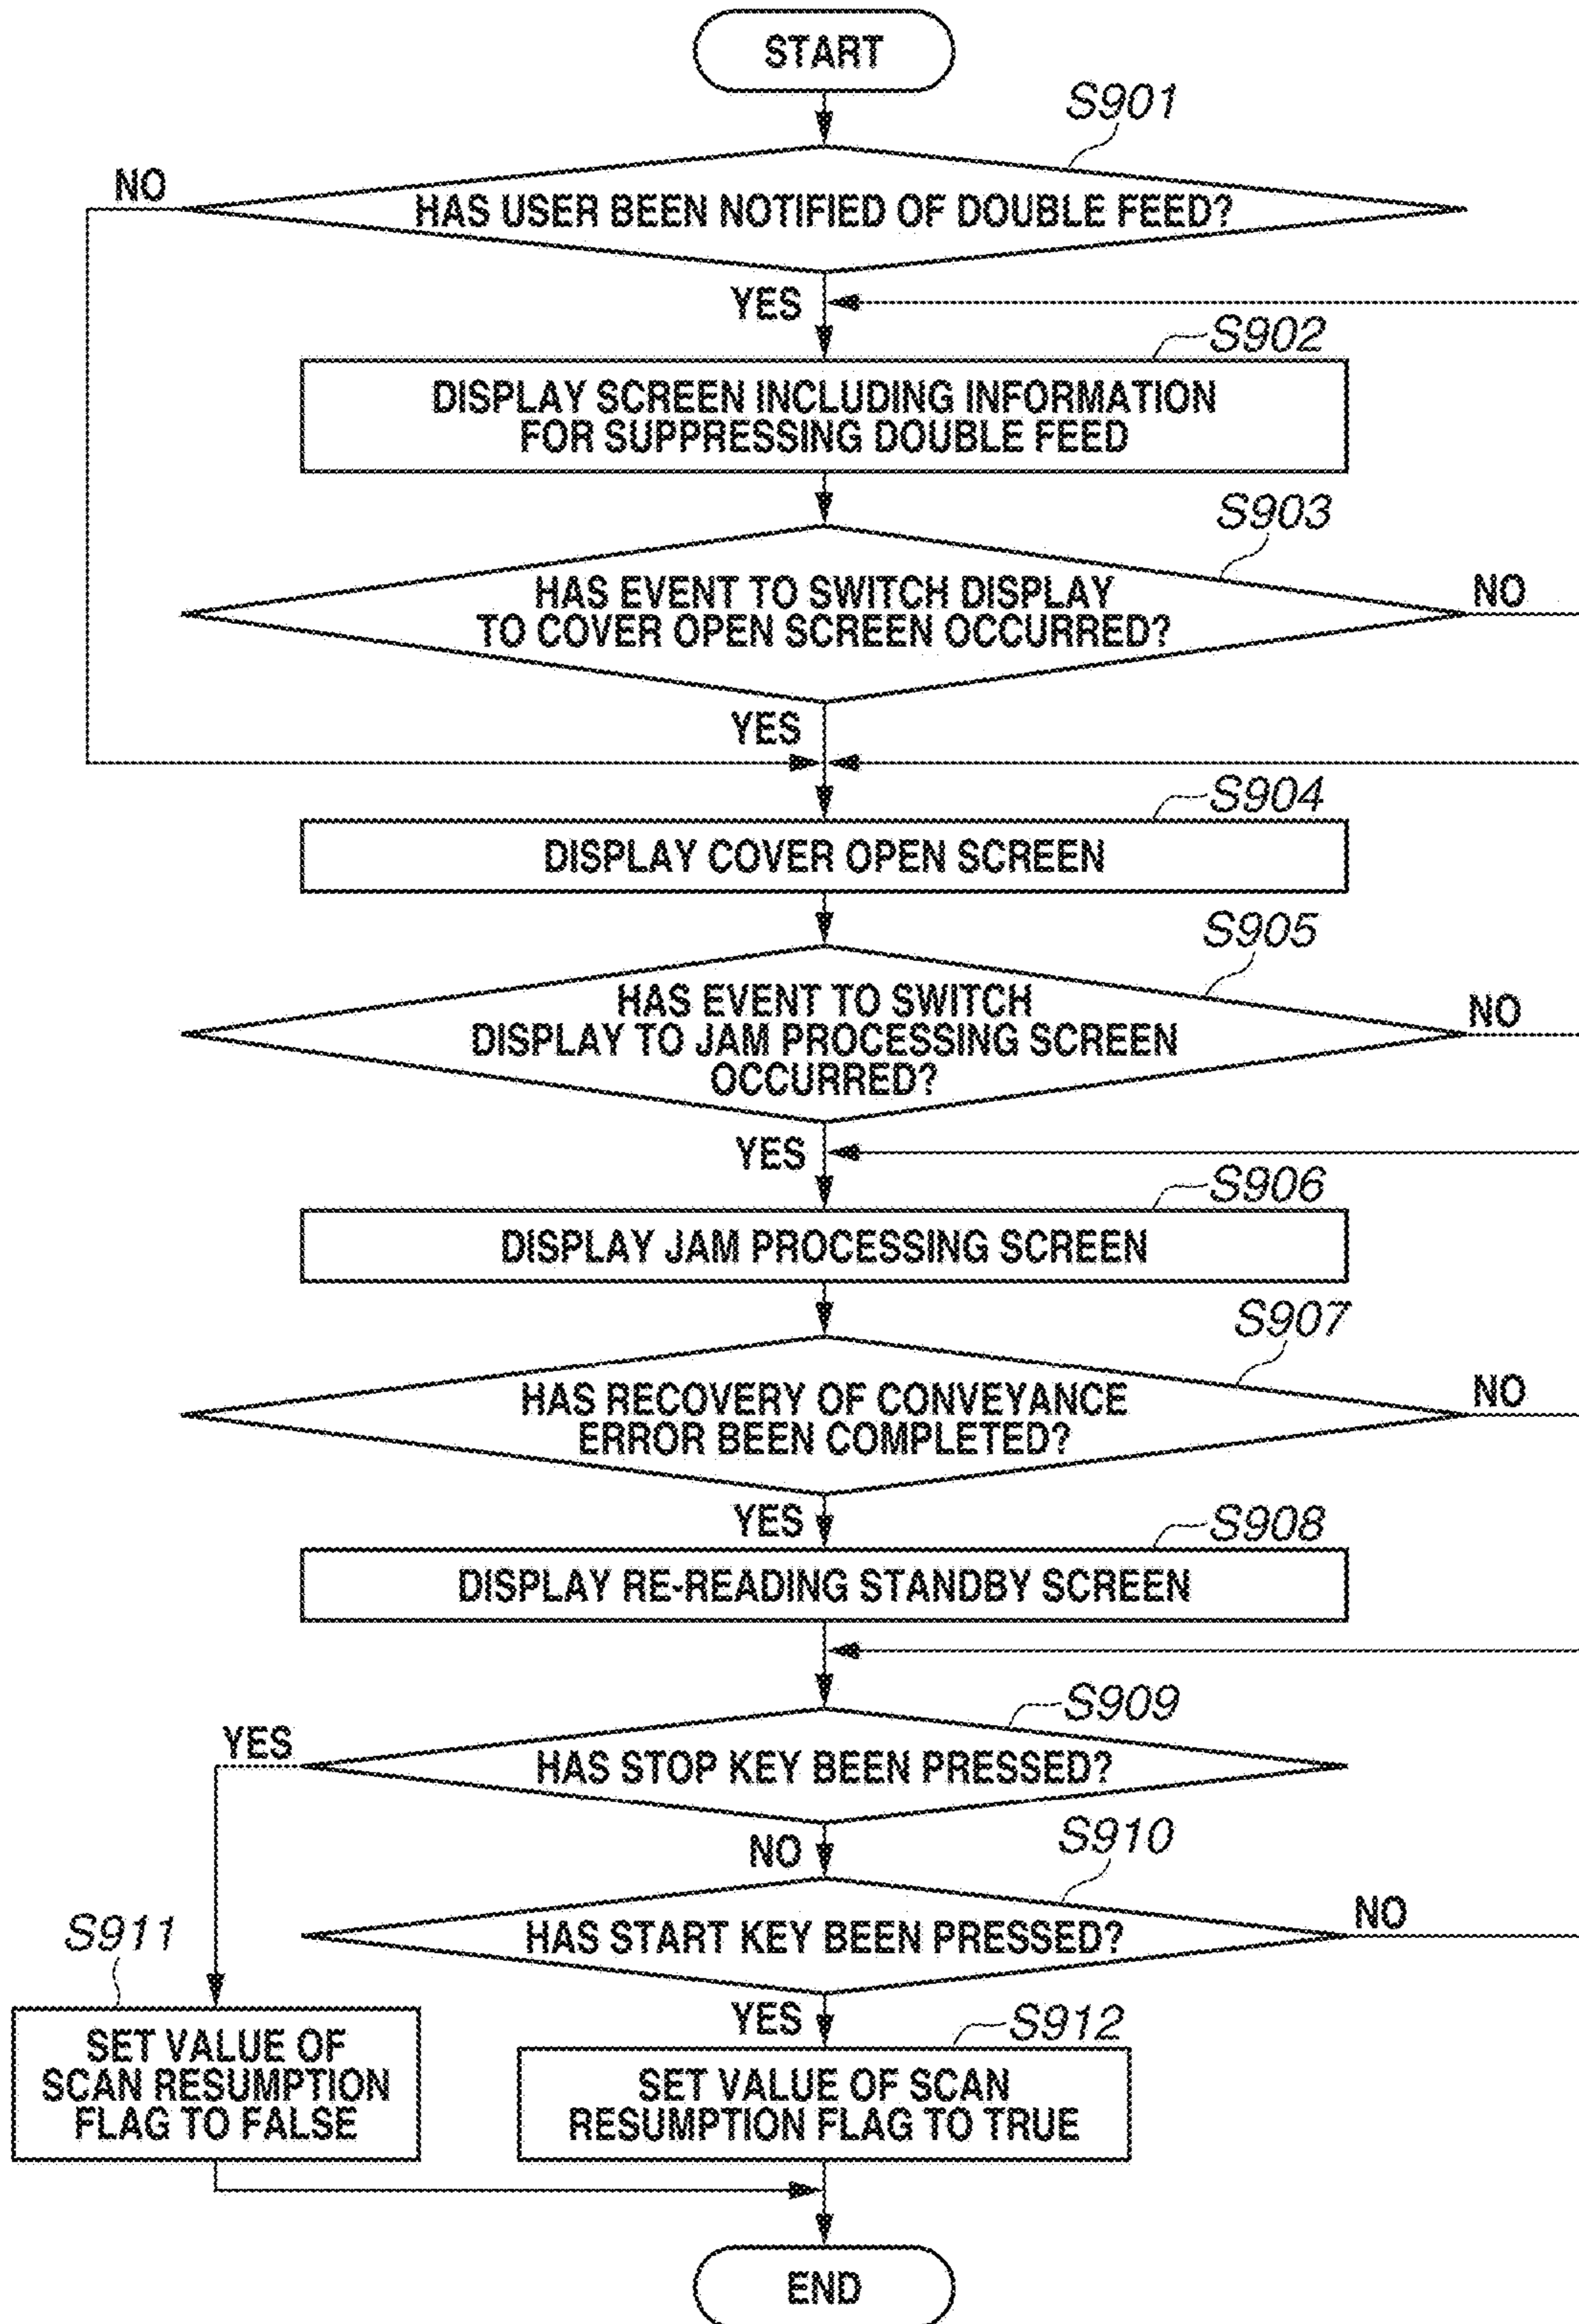 START
S901
NO
HAS USER BEEN NOTIFIED OF DOUBLE FEED?
YES
S902
DISPLAY SCREEN INCLUDING INFORMATION
FOR SUPPRESSING DOUBLE FEED
S903
HAS EVENT TO SWITCH DISPLAY
TO COVER OPEN SCREEN OCCURRED?
NO
YES
S904
DISPLAY COVER OPEN SCREEN
S905
HAS EVENT TO SWITCH
DISPLAY TO JAM PROCESSING SCREEN
OCCURRED?
NO
YES
S906
DISPLAY JAM PROCESSING SCREEN
S907
HAS RECOVERY OF CONVEYANCE
ERROR BEEN COMPLETED?
NO
YES
S908
DISPLAY RE-READING STANDBY SCREEN
S909
YES
HAS STOP KEY BEEN PRESSED?
NO
S910
HAS START KEY BEEN PRESSED?
NO
S911
YES
S912
SET VALUE OF
SCAN RESUMPTION
FLAG TO FALSE
SET VALUE OF SCAN
RESUMPTION FLAG TO TRUE
END